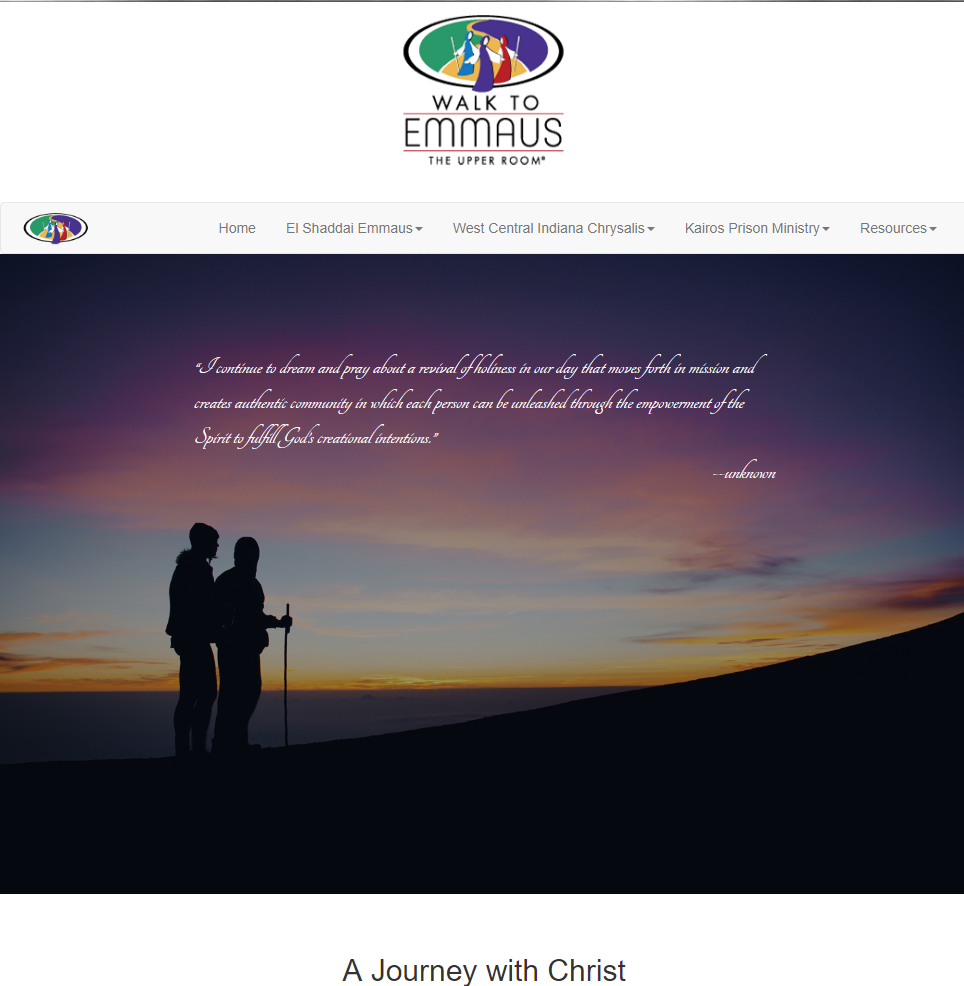 WALK TO
EMMAUS
THE UPPER ROOM®
Home El Shaddai Emmaus West Central Indiana Chrysalis Kairos Prison Ministry Resources
“I continue to dream and pray about a revival of holiness in our day that moves forth in mission and
creates authentic community in which each person can be unleashed through the empowerment of the
Spirit to fulfill God's creational intentions.”
--unknown
A Journey with Christ